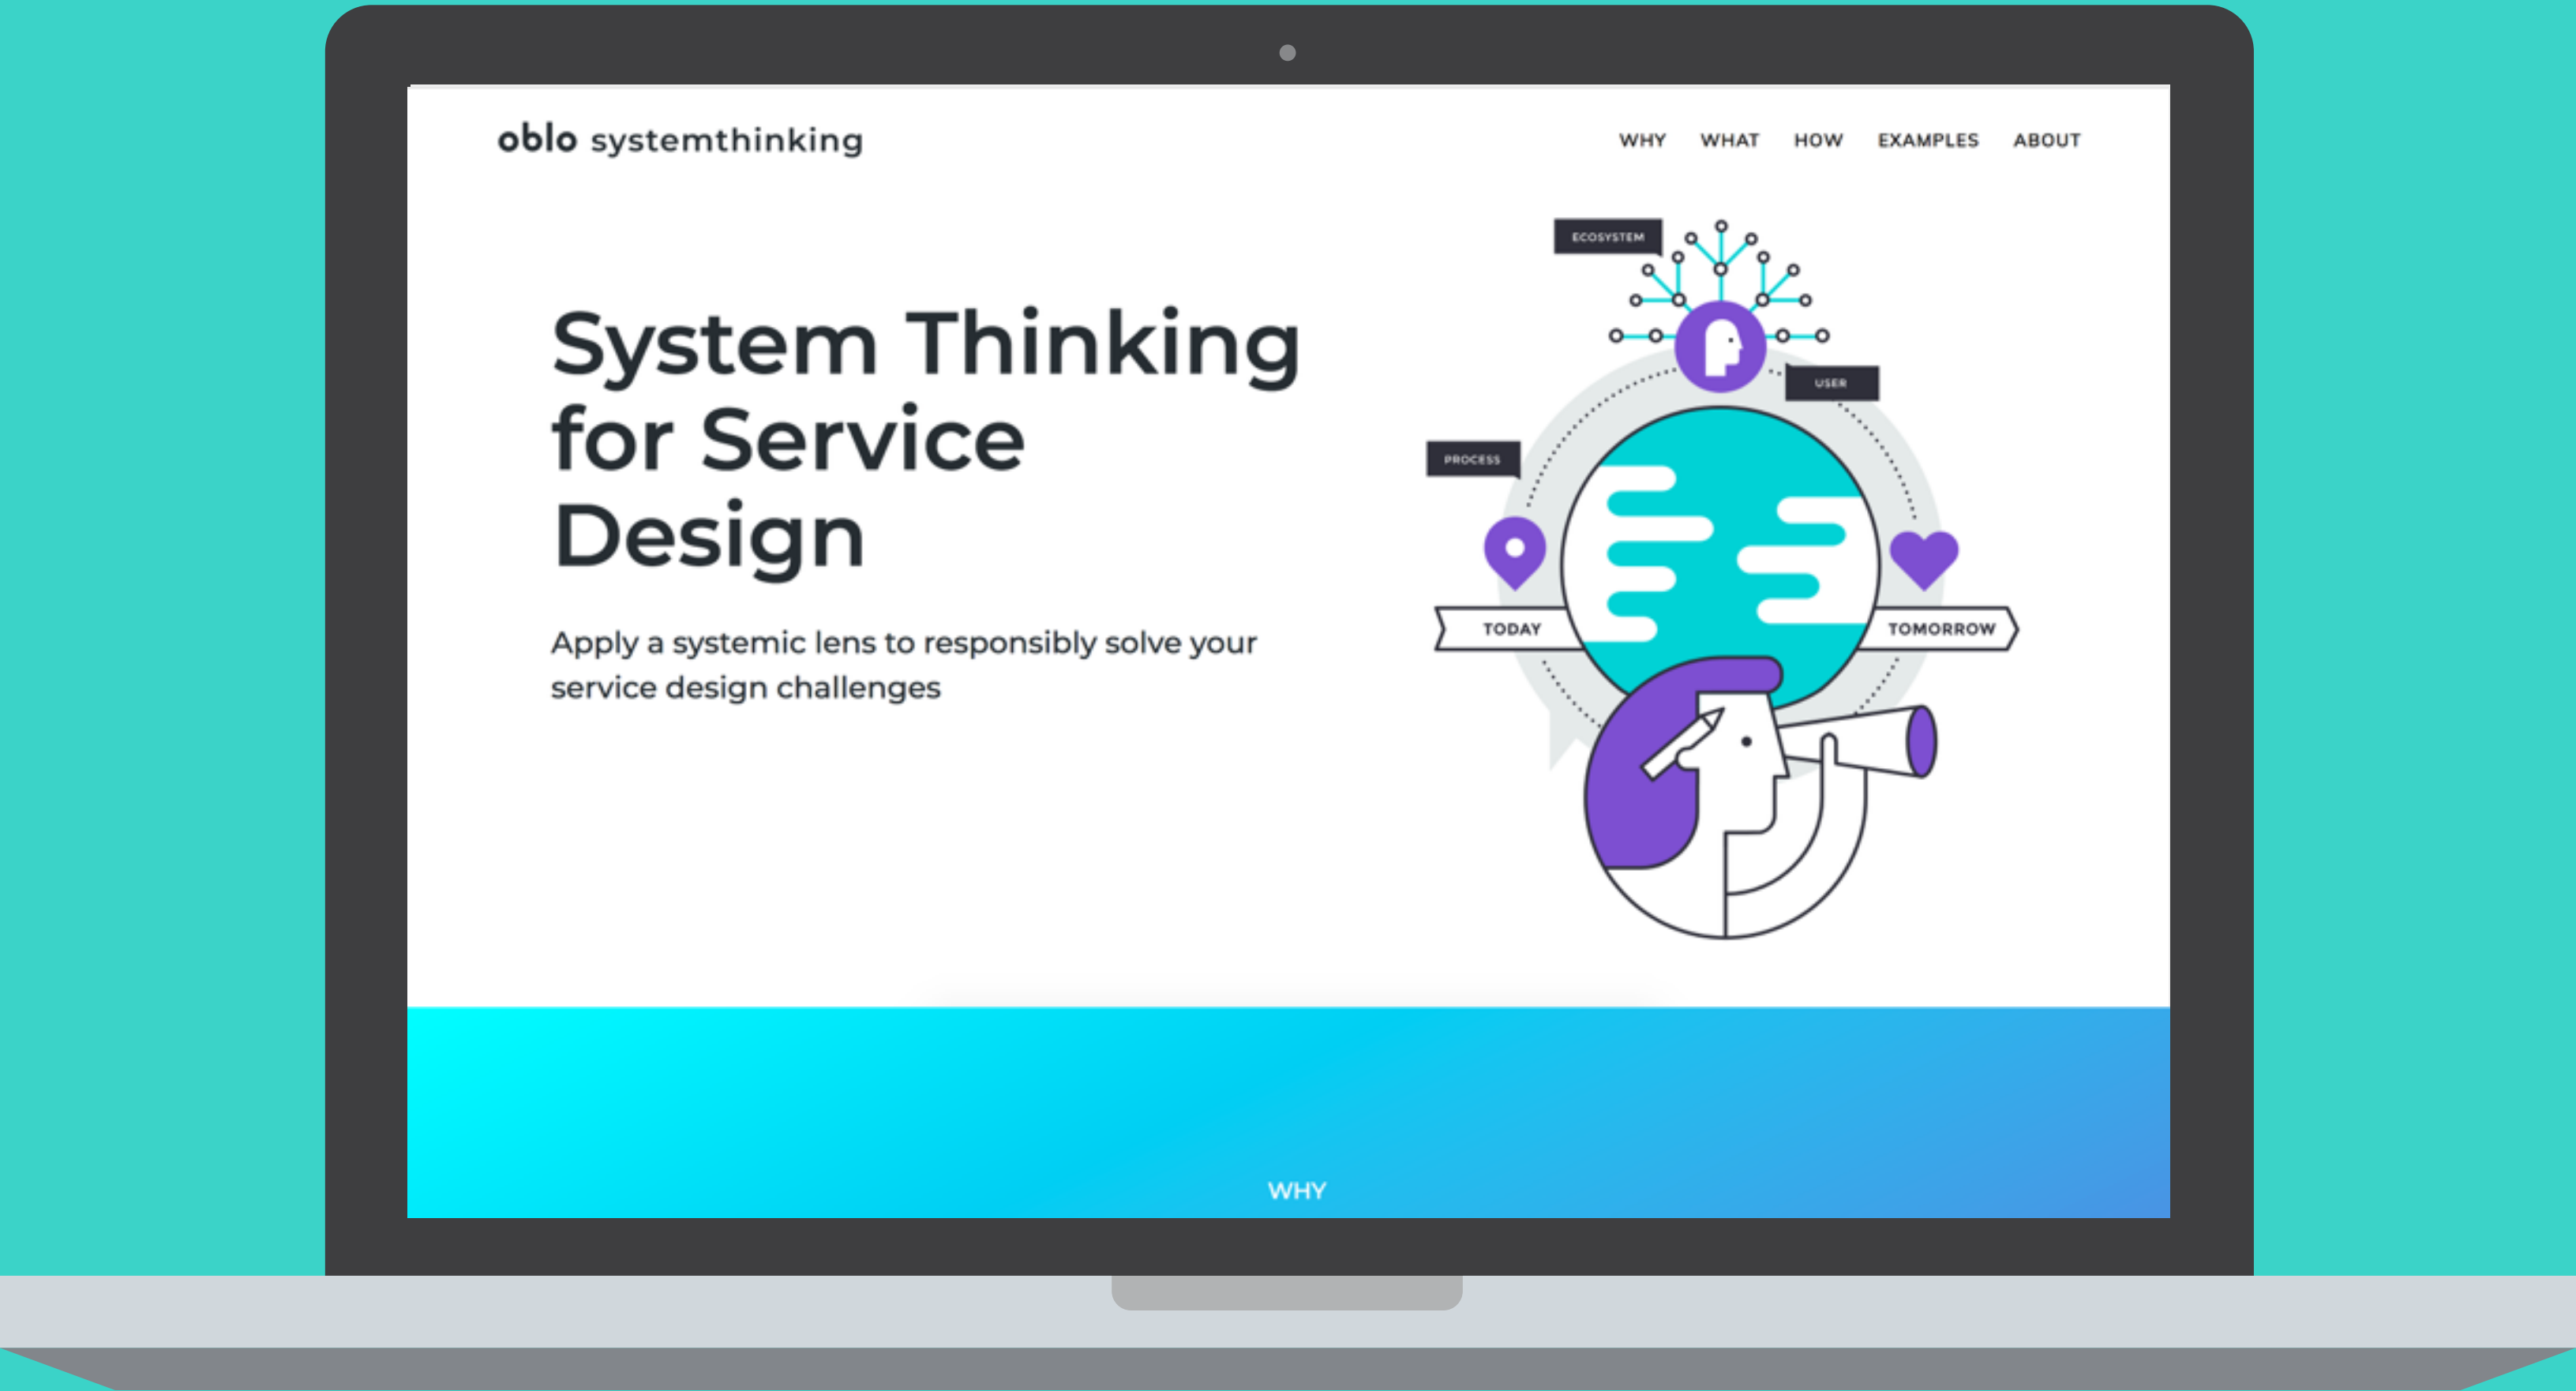 oblo systemthinking
WHY WHAT HOW EXAMPLES ABOUT
System Thinking
for Service
Design
Apply a systemic lens to responsibly solve your
service design challenges
ECOSYSTEM
USER
PROCESS
TODAY
TOMORROW
WHY